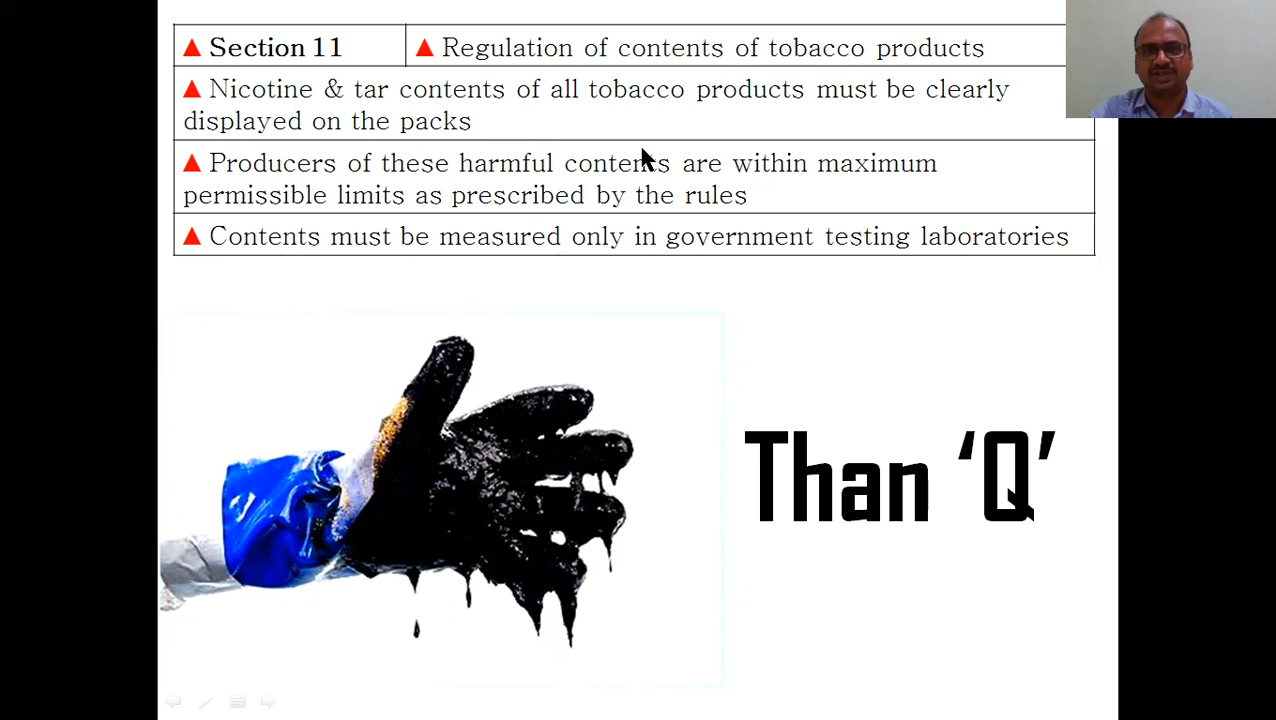 Section 11
Regulation of contents of tobacco products
Nicotine & tar contents of all tobacco products must be clearly
displayed on the packs
Producers of these harmful contents are within maximum
permissible limits as prescribed by the rules
Contents must be measured only in government testing laboratories
Than ‘Q’